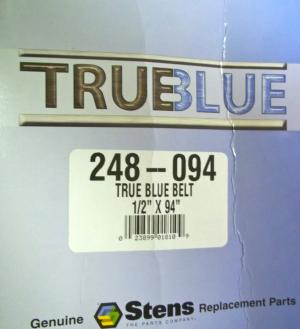 TRUEBLUE
248-094
TRUE BLUE BELT
1/2" X 94"
0 23899 01010 9
Genuine Stens Replacement Parts
THE PARTS COMPANY